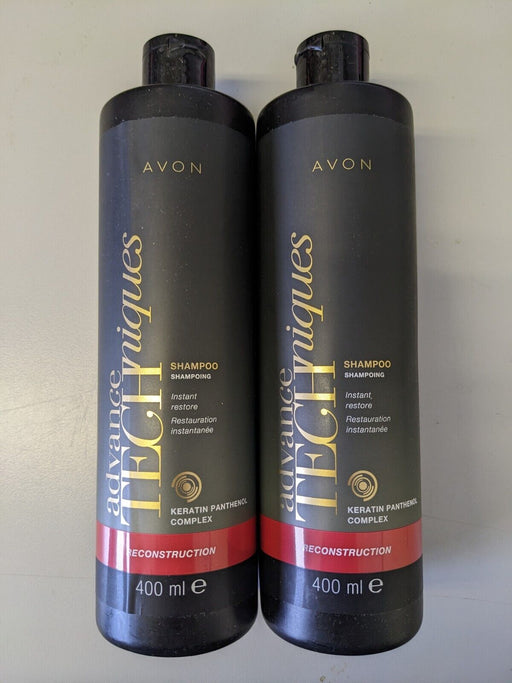 AVON
advance
TECHniques
SHAMPOO
SHAMPOING
Instant
restore
Restauration
instantanée
KERATIN PANTHENOL
COMPLEX
RECONSTRUCTION
400 ml e
AVON
advance
TECHniques
SHAMPOO
SHAMPOING
Instant
restore
Restauration
instantanée
KERATIN PANTHENOL
COMPLEX
RECONSTRUCTION
400 ml e